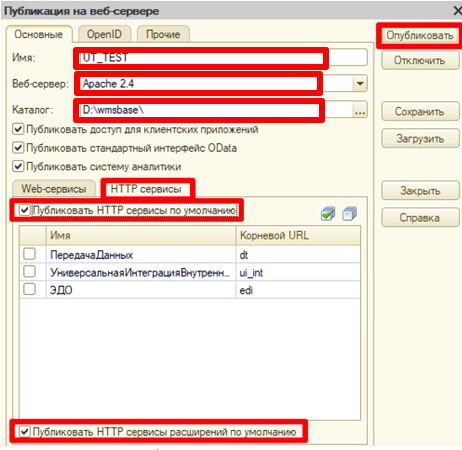 Публикация на веб-сервере
Основные OpenID Прочие
Опубликовать
Имя: UT_TEST
Отключить
Веб-сервер: Apache 2.4
Каталог: D:\wmsbase\ ...
Сохранить
Публиковать доступ для клиентских приложений
Загрузить
Публиковать стандартный интерфейс OData
Публиковать систему аналитики
Web-сервисы HTTP сервисы
Закрыть
Публиковать HTTP сервисы по умолчанию
Справка
Имя Корневой URL
ПередачаДанных dt
УниверсальнаяИнтеграцияВнутренн... ui_int
ЭДО edi
Публиковать HTTP сервисы расширений по умолчанию